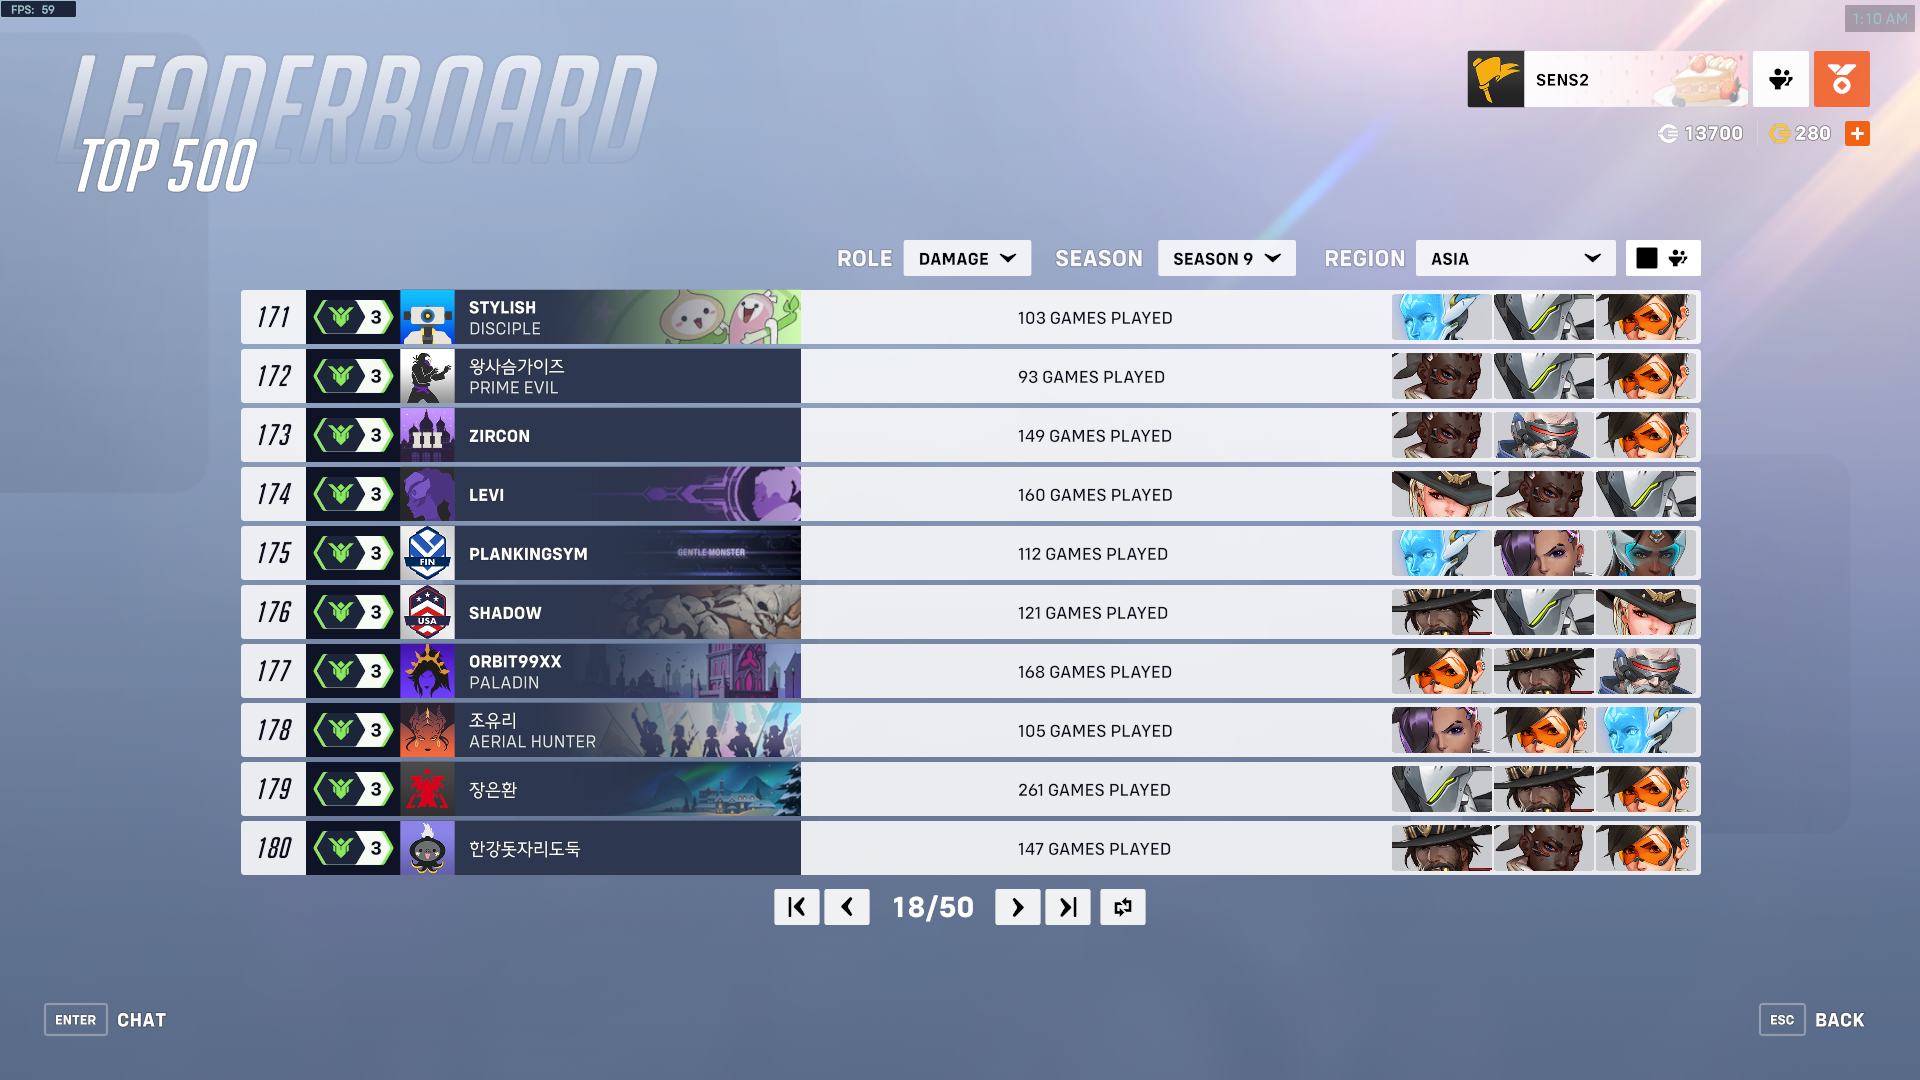 FPS: 59
1:10 AM
LEADERBOARD
TOP 500
SENS2
13700
280
ROLE DAMAGE SEASON SEASON 9 REGION ASIA
171 3 STYLISH 103 GAMES PLAYED
DISCIPLE
172 3 왕사슴가이즈 93 GAMES PLAYED
PRIME EVIL
173 3 ZIRCON 149 GAMES PLAYED
174 3 LEVI 160 GAMES PLAYED
175 FIN 3 PLANKINGSYM GENTLE MONSTER 112 GAMES PLAYED
176 3 USA SHADOW 121 GAMES PLAYED
177 3 ORBIT99XX 168 GAMES PLAYED
PALADIN
178 3 조유리 105 GAMES PLAYED
AERIAL HUNTER
179 3 장은환 261 GAMES PLAYED
180 3 한강돗자리도둑 147 GAMES PLAYED
18/50
ENTER CHAT
ESC BACK